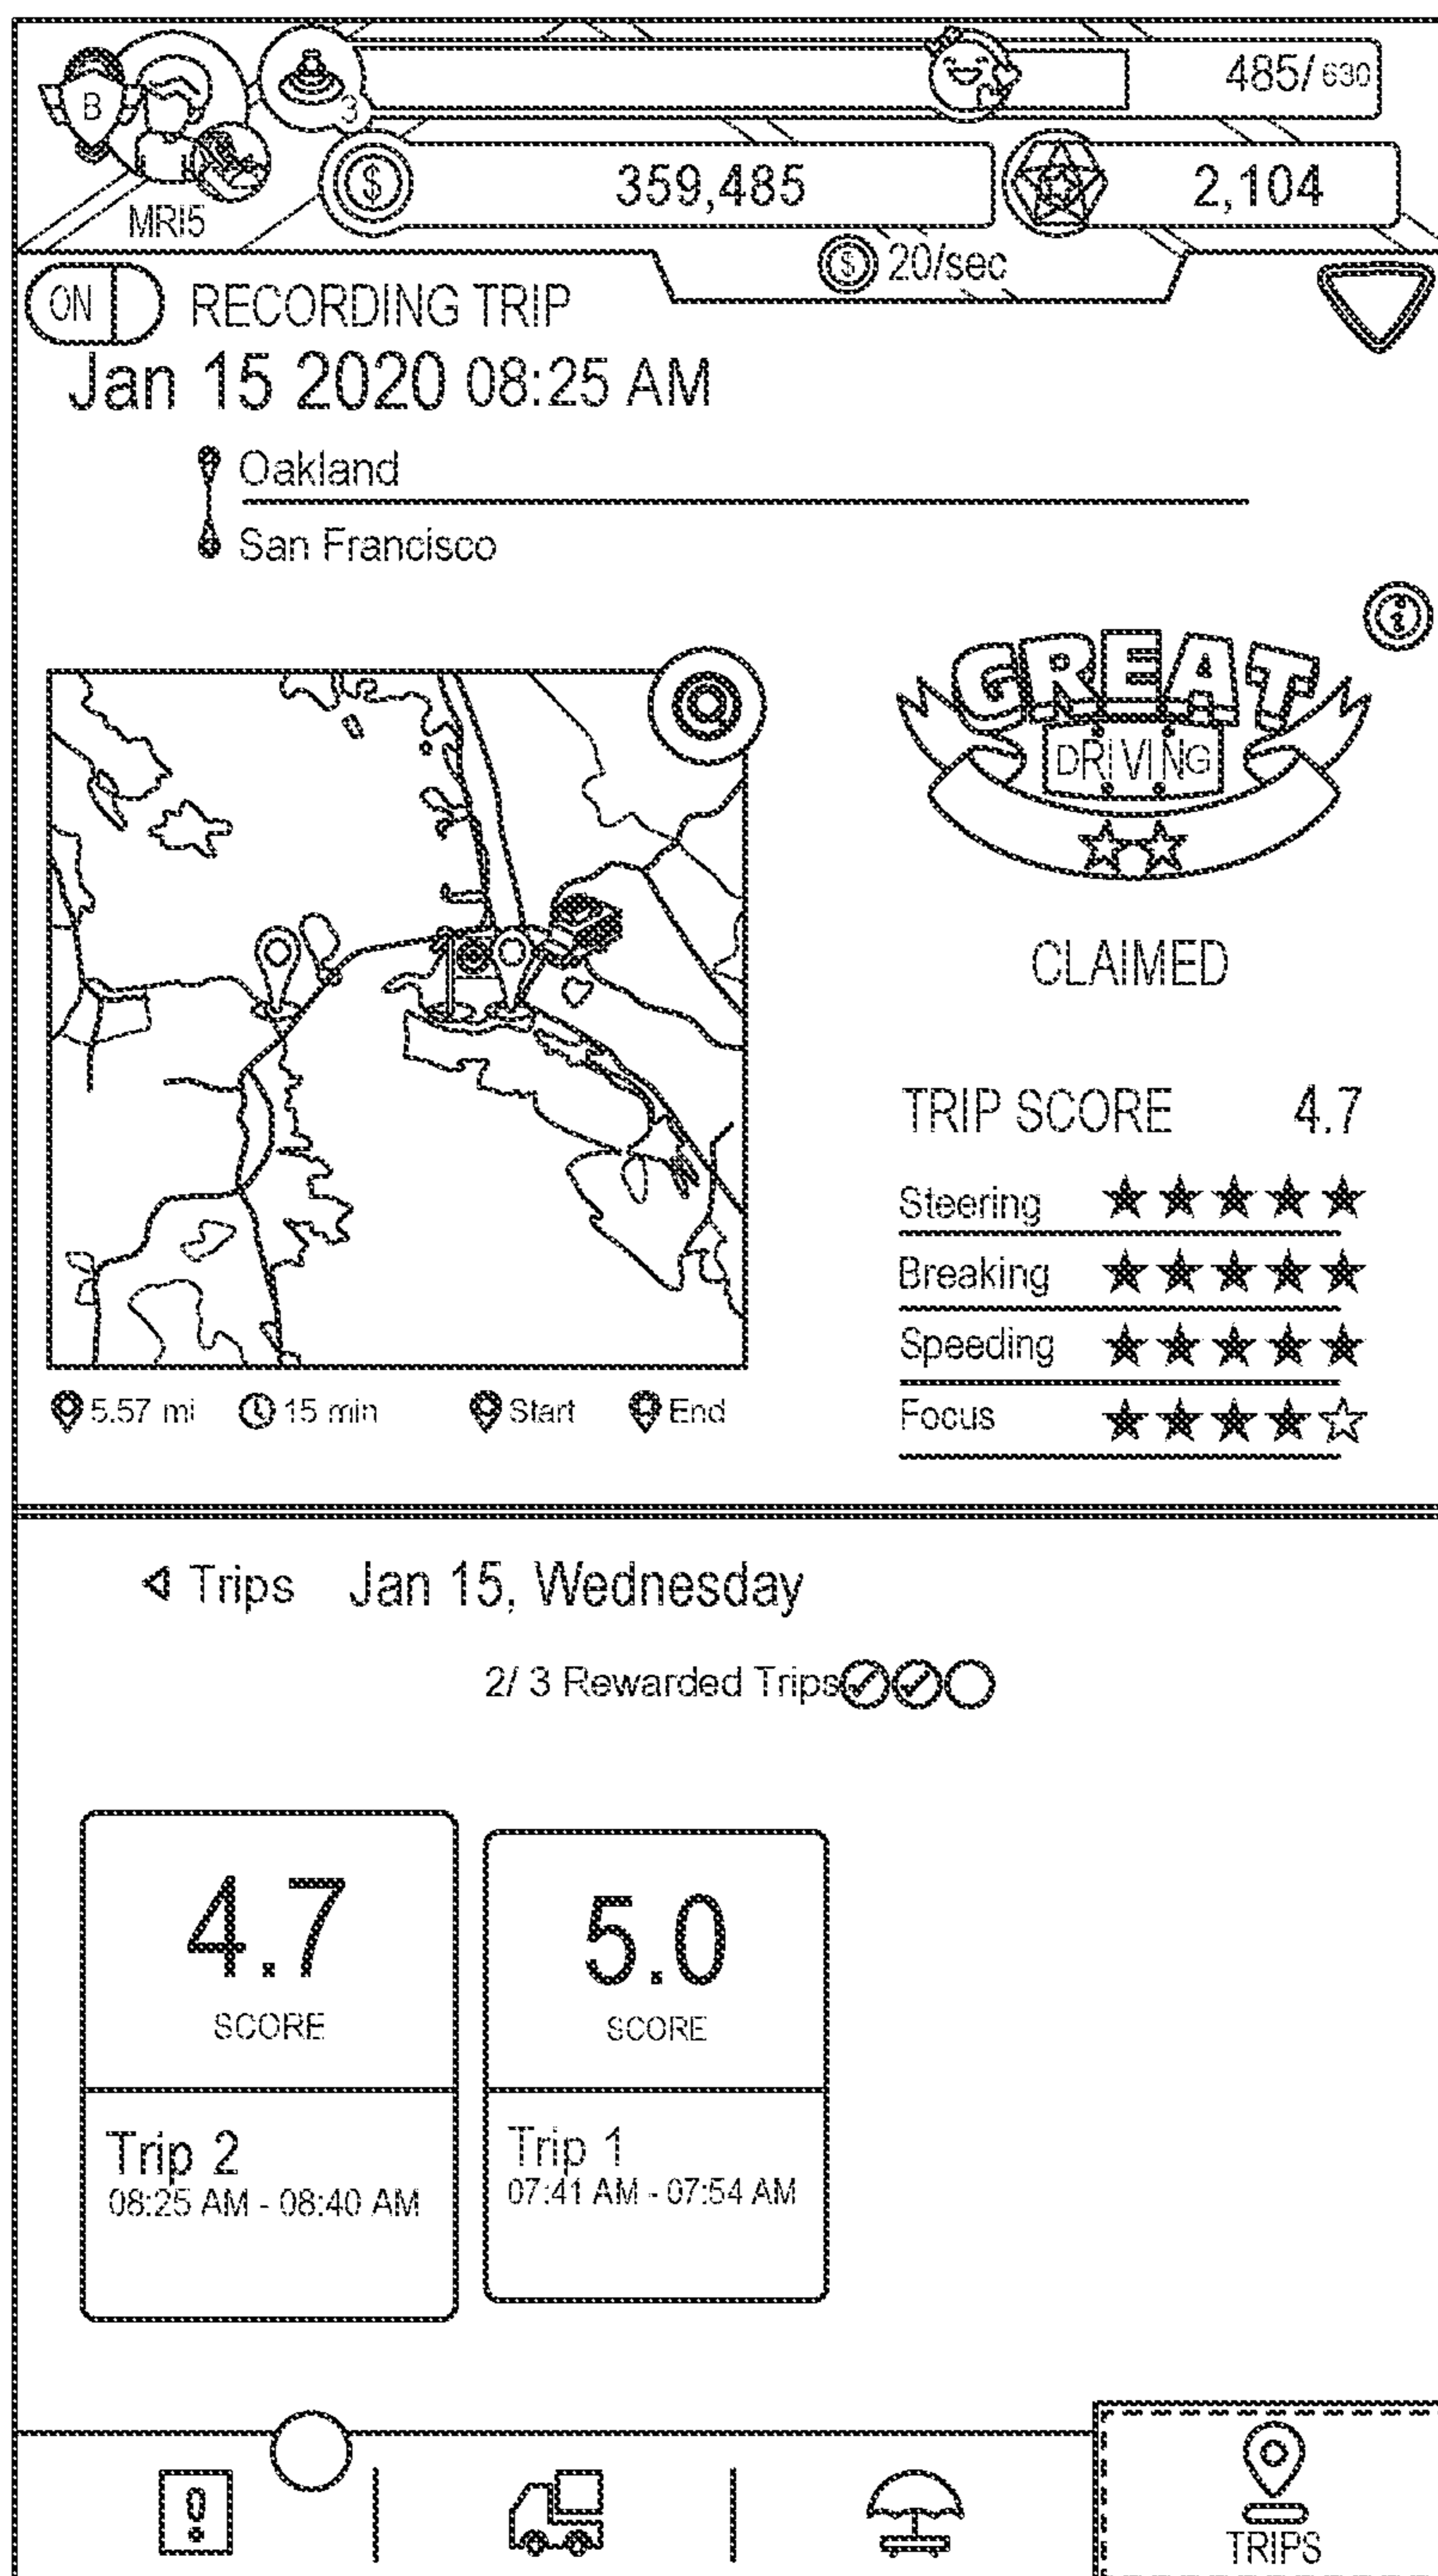 B
3
485/ 630
$ 359,485 2,104
MRI5
$ 20/sec
ON RECORDING TRIP
Jan 15 2020 08:25 AM
Oakland
San Francisco
GREAT
DRIVING
CLAIMED
TRIP SCORE 4.7
Steering
Breaking
Speeding
Focus
5.57 mi 15 min Start End
Trips Jan 15, Wednesday
2/ 3 Rewarded Trips
4.7
SCORE
Trip 2
08:25 AM - 08:40 AM
5.0
SCORE
Trip 1
07:41 AM - 07:54 AM
!
TRIPS